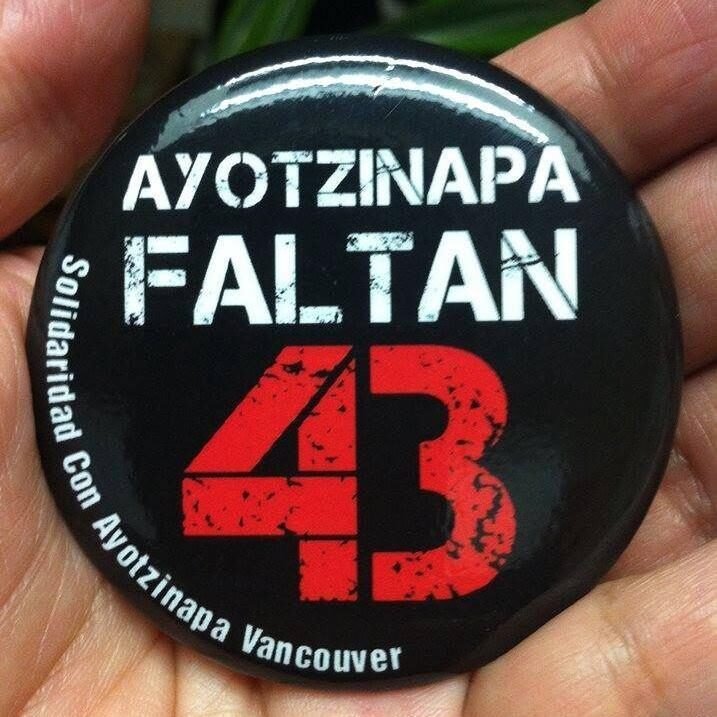 AYOTZINAPA
FALTAN
43
Solidaridad Con Ayotzinapa Vancouver